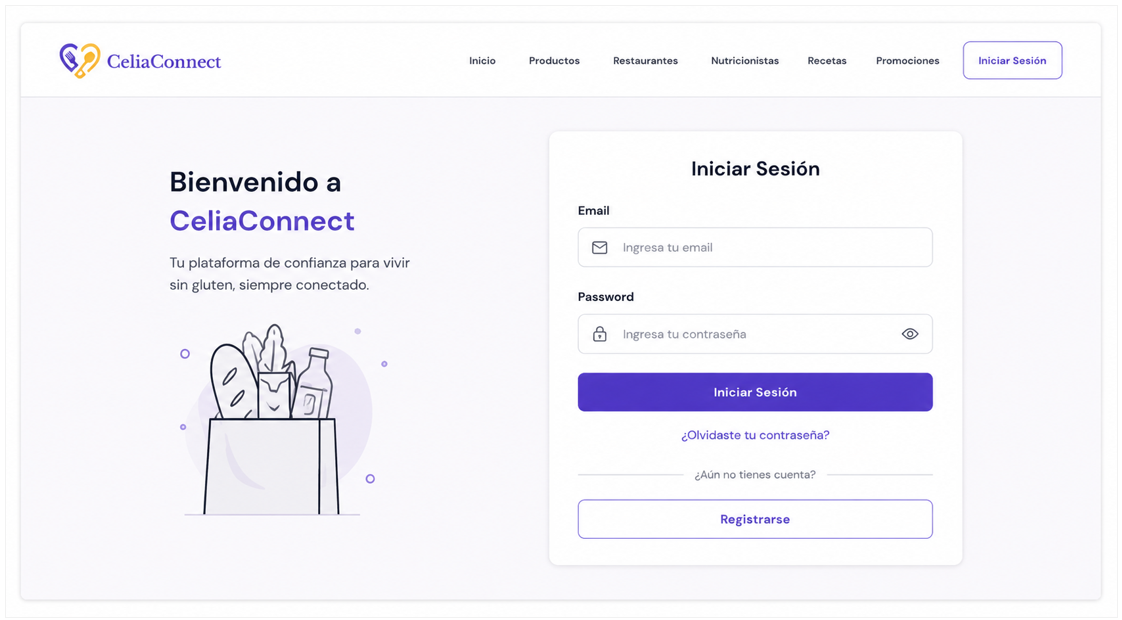 CeliaConnect
Inicio
Productos
Restaurantes
Nutricionistas
Recetas
Promociones
Iniciar Sesión
Bienvenido a
CeliaConnect
Tu plataforma de confianza para vivir
sin gluten, siempre conectado.
Iniciar Sesión
Email
Ingresa tu email
Password
Ingresa tu contraseña
Iniciar Sesión
¿Olvidaste tu contraseña?
¿Aún no tienes cuenta?
Registrarse